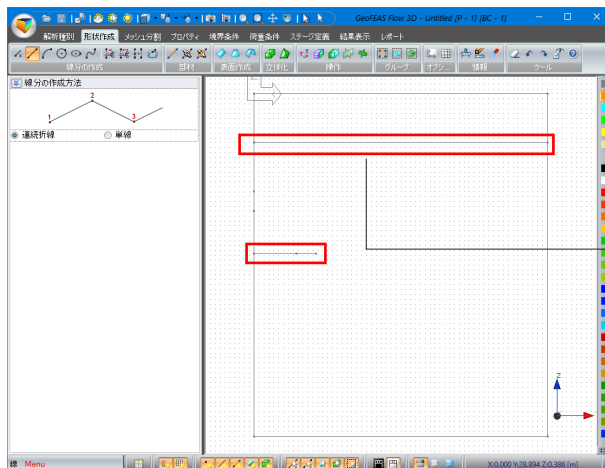 GeoFEAS Flow 3D - Untitled [P - 1] [BC - 1]
解析種別 形状作成 メッシュ分割 プロパティ 境界条件 荷重条件 ステージ定義 結果表示 レポート
線分の作成 部材 表面作成 立体化 操作 グループ オプシ... 情報 ツール
線分の作成方法
2
1 3
連続折線 単線
Z
線 Menu X:0.000 Y:28.894 Z:0.386 [m]